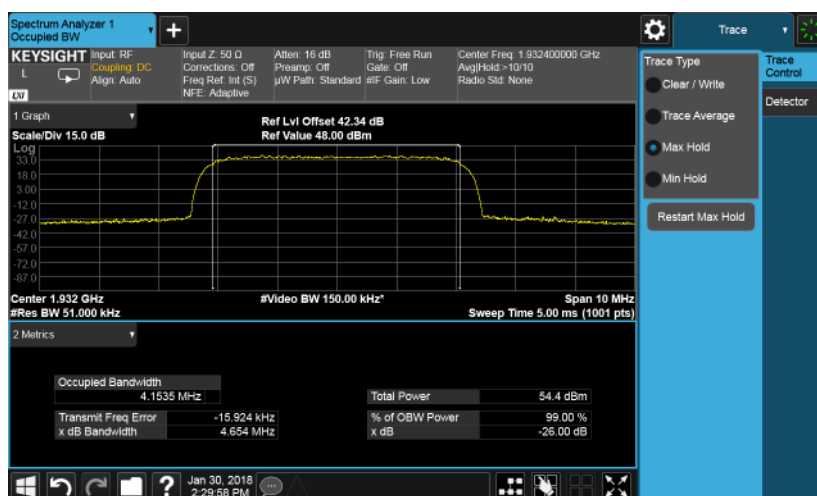 Spectrum Analyzer 1
Occupied BW
+
Trace
KEYSIGHT
L
LXI
Input: RF
Coupling: DC
Align: Auto
Input Z: 50 Ω
Corrections: Off
Freq Ref: Int (S)
NFE: Adaptive
Atten: 16 dB
Preamp: Off
µW Path: Standard
Trig: Free Run
Gate: Off
#IF Gain: Low
Center Freq: 1.932400000 GHz
Avg|Hold:>10/10
Radio Std: None
Trace Type
Clear / Write
Trace Average
Max Hold
Min Hold
Restart Max Hold
Trace
Control
Detector
1 Graph
Scale/Div 15.0 dB
Ref Lvl Offset 42.34 dB
Ref Value 48.00 dBm
Log
33.0
18.0
3.00
-12.0
-27.0
-42.0
-57.0
-72.0
-87.0
Center 1.932 GHz
#Res BW 51.000 kHz
#Video BW 150.00 kHz*
Span 10 MHz
Sweep Time 5.00 ms (1001 pts)
2 Metrics
Occupied Bandwidth
4.1535 MHz
Transmit Freq Error -15.924 kHz
x dB Bandwidth 4.654 MHz
Total Power 54.4 dBm
% of OBW Power 99.00 %
x dB -26.00 dB
?
Jan 30, 2018
2:29:58 PM